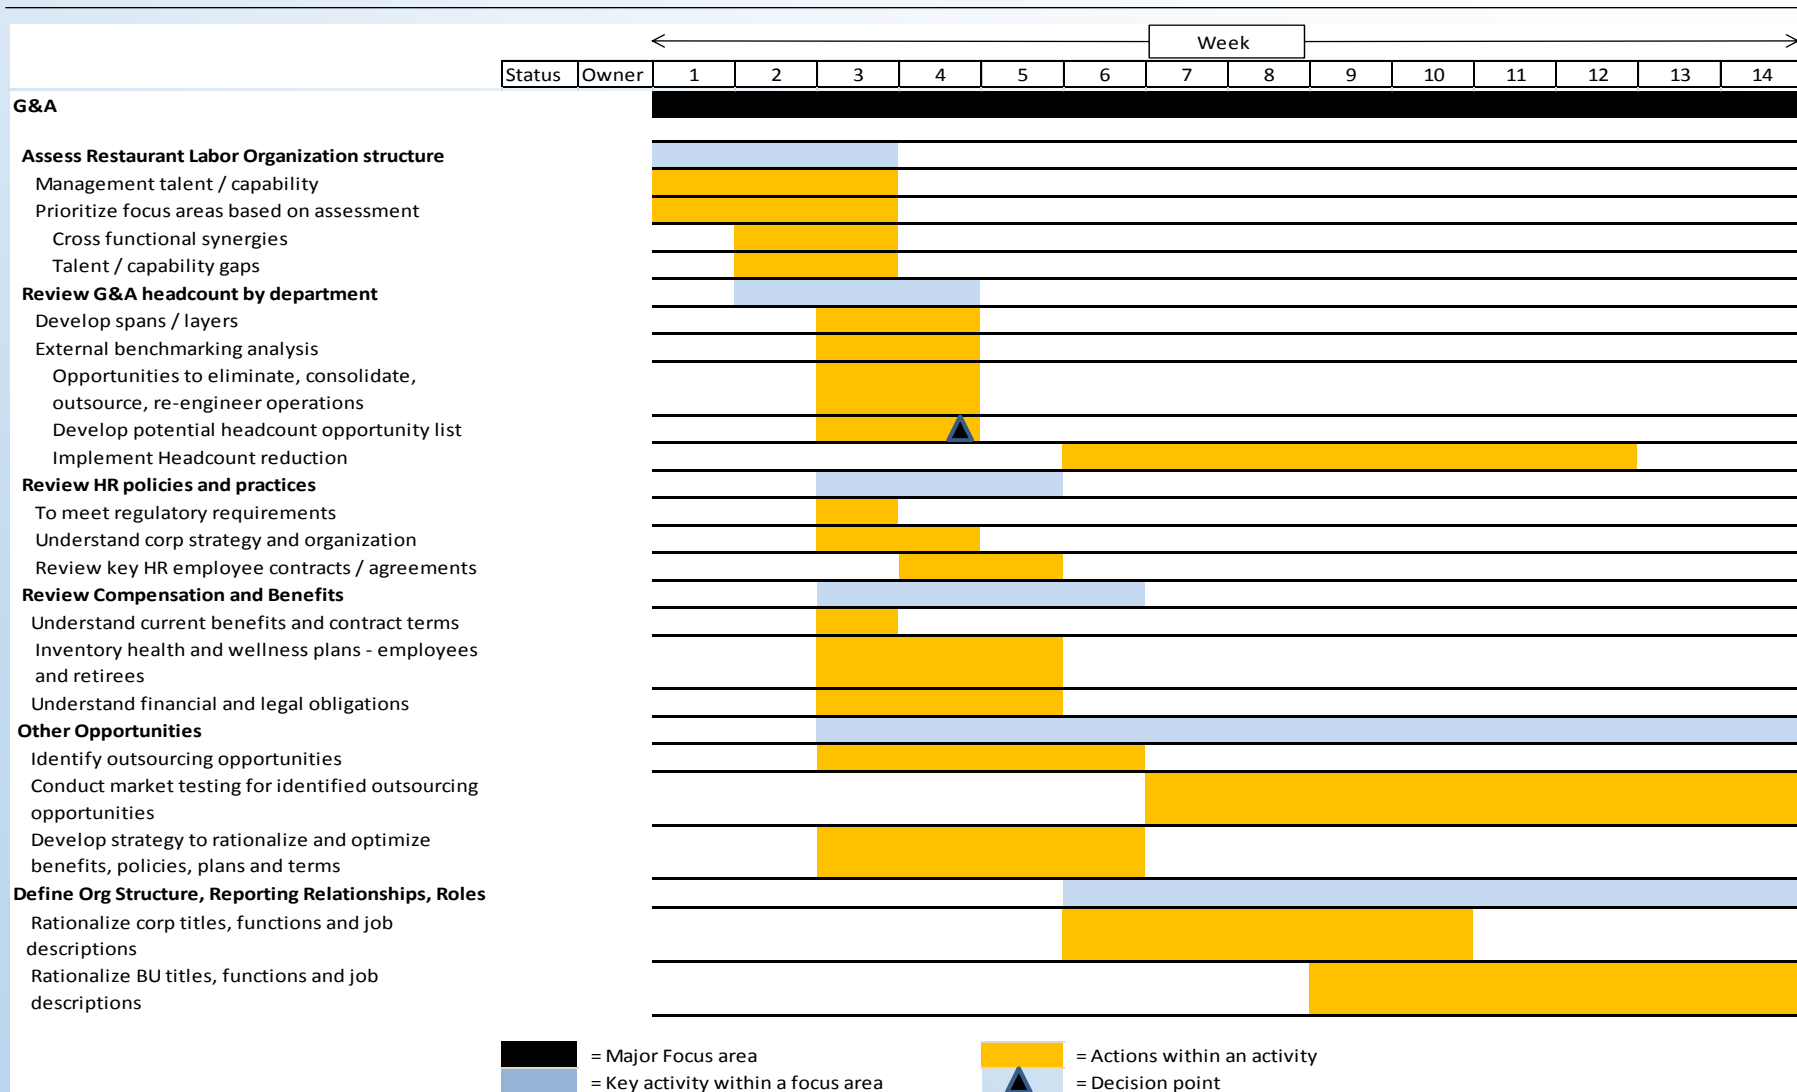 Week
Status Owner 1 2 3 4 5 6 7 8 9 10 11 12 13 14
G&A
Assess Restaurant Labor Organization structure
Management talent / capability
Prioritize focus areas based on assessment
Cross functional synergies
Talent / capability gaps
Review G&A headcount by department
Develop spans / layers
External benchmarking analysis
Opportunities to eliminate, consolidate,
outsource, re-engineer operations
Develop potential headcount opportunity list
Implement Headcount reduction
Review HR policies and practices
To meet regulatory requirements
Understand corp strategy and organization
Review key HR employee contracts / agreements
Review Compensation and Benefits
Understand current benefits and contract terms
Inventory health and wellness plans - employees
and retirees
Understand financial and legal obligations
Other Opportunities
Identify outsourcing opportunities
Conduct market testing for identified outsourcing
opportunities
Develop strategy to rationalize and optimize
benefits, policies, plans and terms
Define Org Structure, Reporting Relationships, Roles
Rationalize corp titles, functions and job
descriptions
Rationalize BU titles, functions and job
descriptions
= Major Focus area = Actions within an activity
= Key activity within a focus area = Decision point